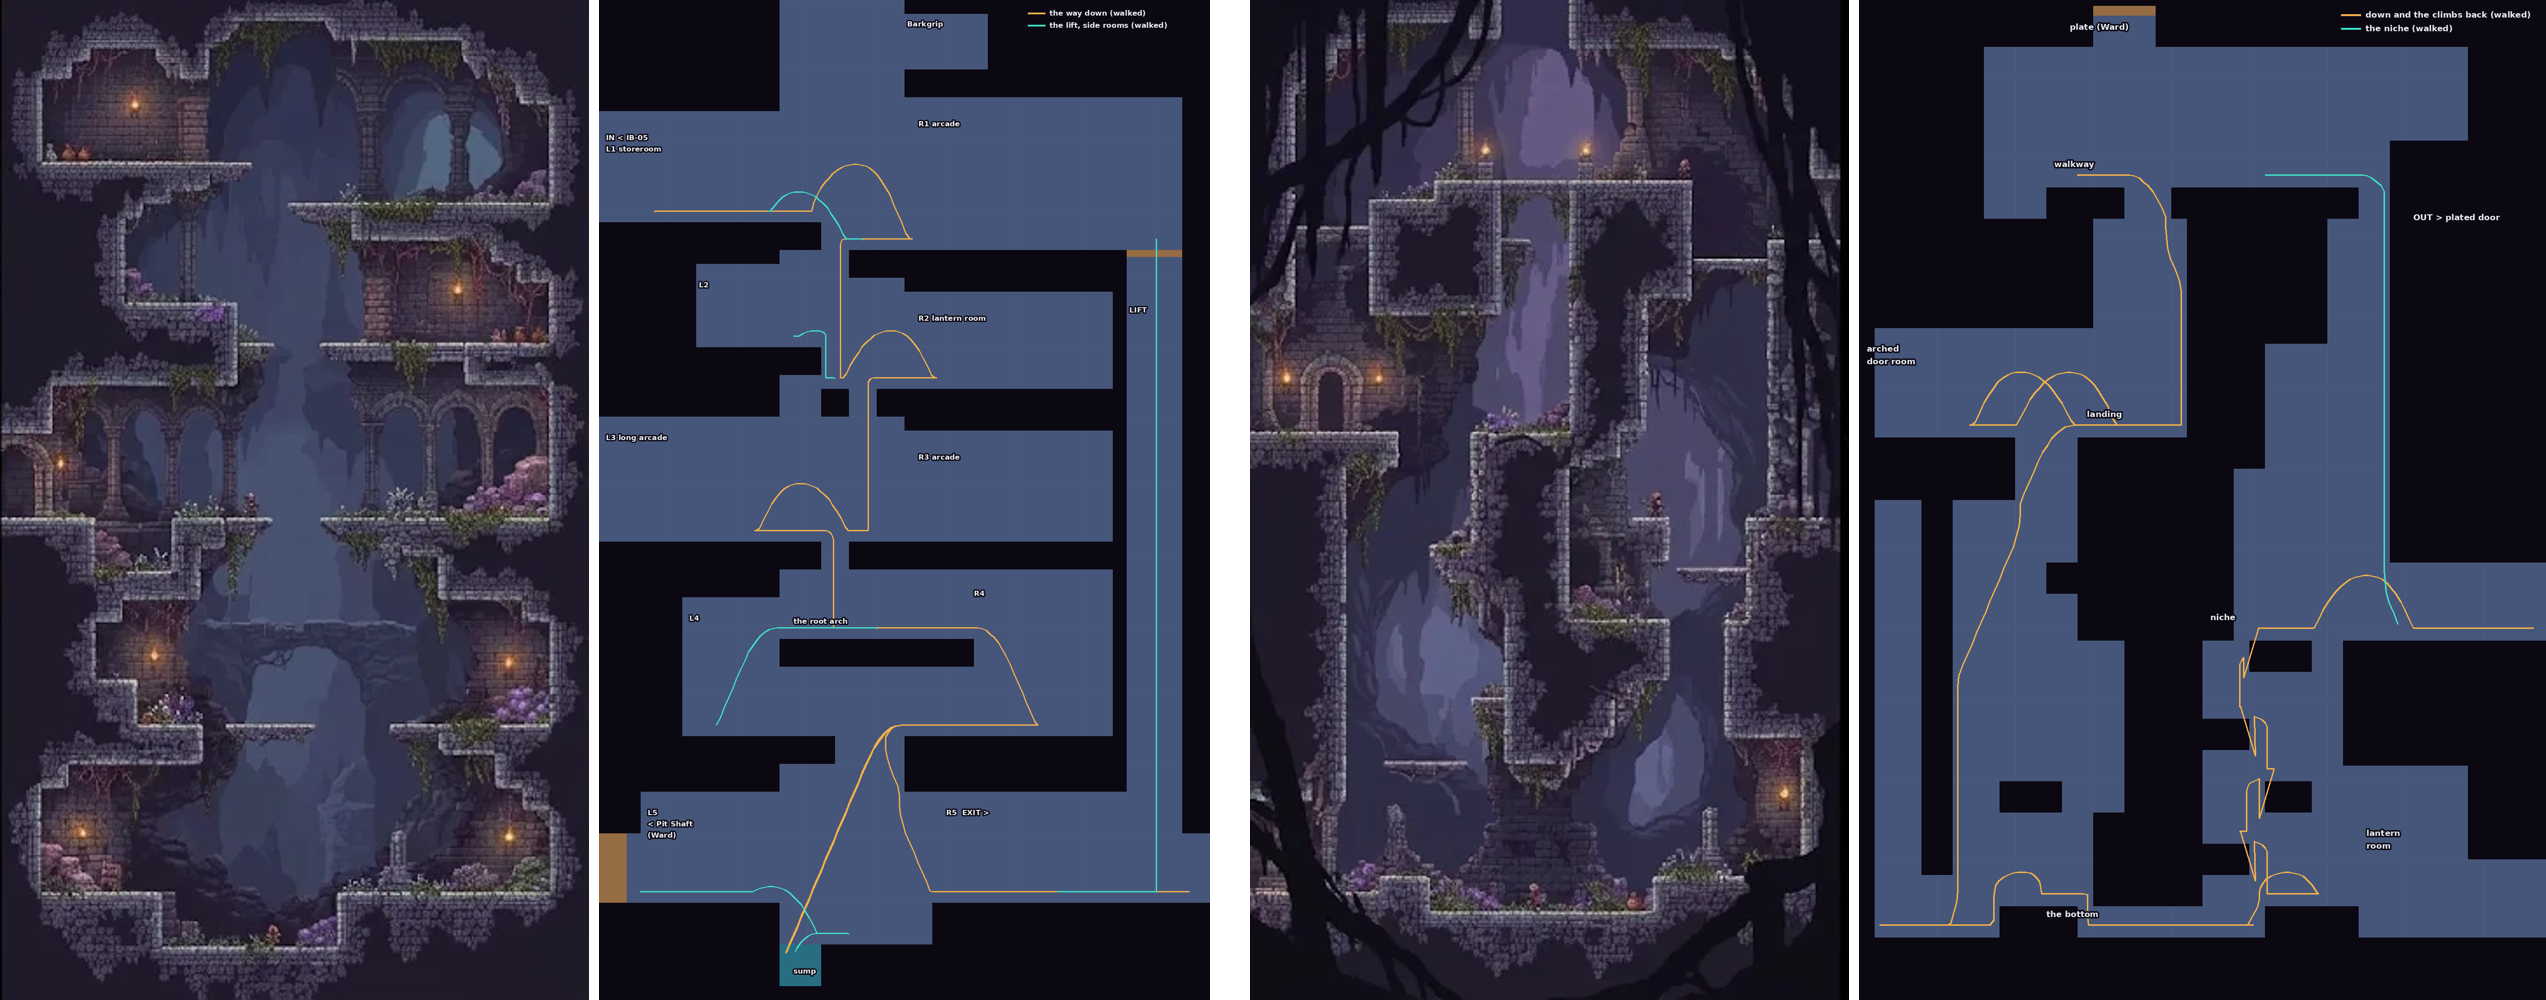 Barkgrip
the way down (walked)
the lift, side rooms (walked)
IN < IB-05
L1 storeroom
R1 arcade
L2
R2 lantern room
LIFT
L3 long arcade
R3 arcade
R4
L4
the root arch
L5
< Pit Shaft
(Ward)
R5 EXIT >
sump
plate (Ward)
down and the climbs back (walked)
the niche (walked)
walkway
OUT > plated door
arched
door room
landing
niche
lantern
room
the bottom